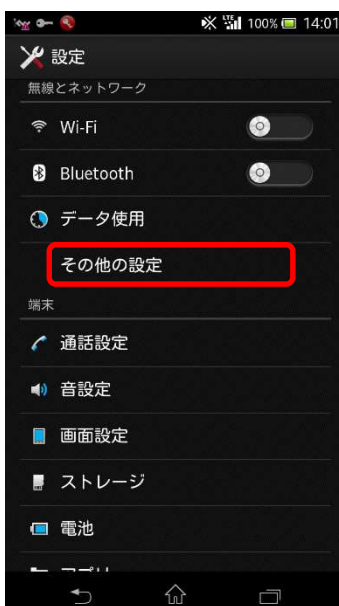 LTE 100% 14:01
設定
無線とネットワーク
Wi-Fi
Bluetooth
データ使用
その他の設定
端末
通話設定
音設定
画面設定
ストレージ
電池